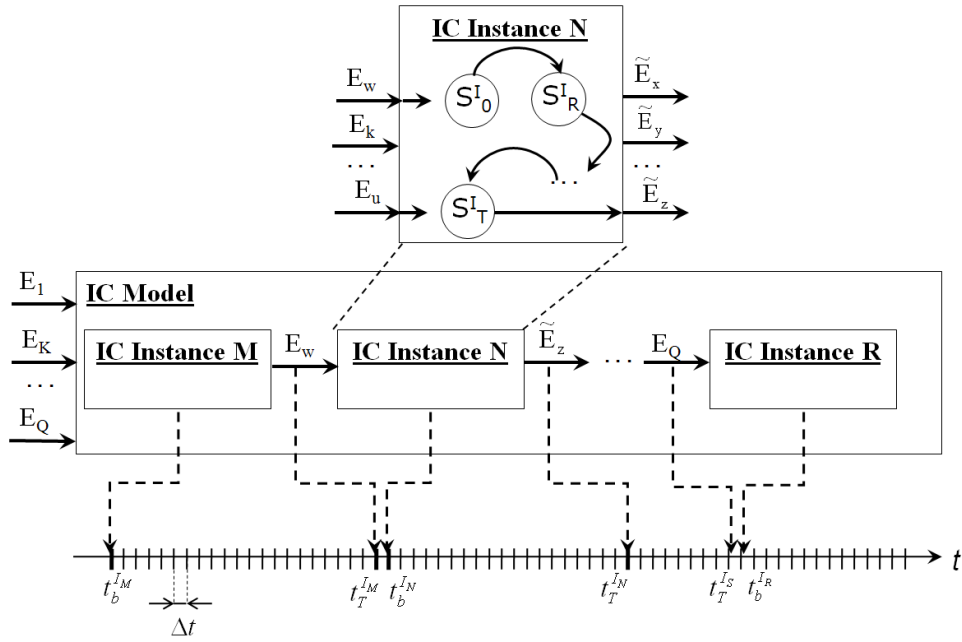 IC Instance N
E_w
S^I_0
S^I_R
Ẽ_x
E_k
Ẽ_y
...
...
...
E_u
S^I_T
Ẽ_z
E_1
IC Model
E_K
IC Instance M
E_w
IC Instance N
Ẽ_z
...
E_Q
IC Instance R
...
E_Q
t
t_b^{I_M}
t_T^{I_M}
t_b^{I_N}
t_T^{I_N}
t_T^{I_S}
t_b^{I_R}
Δt